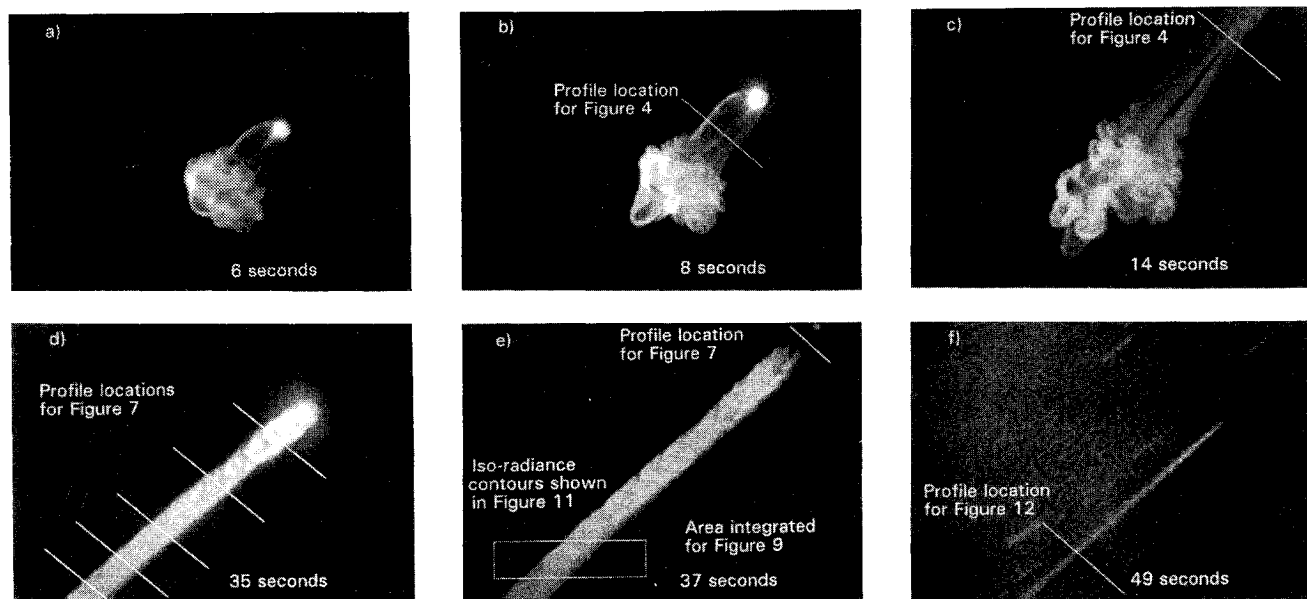 a)
6 seconds
b)
Profile location
for Figure 4
8 seconds
c)
Profile location
for Figure 4
14 seconds
d)
Profile locations
for Figure 7
35 seconds
e)
Profile location
for Figure 7
Iso-radiance
contours shown
in Figure 11
Area integrated
for Figure 9
37 seconds
f)
Profile location
for Figure 12
49 seconds